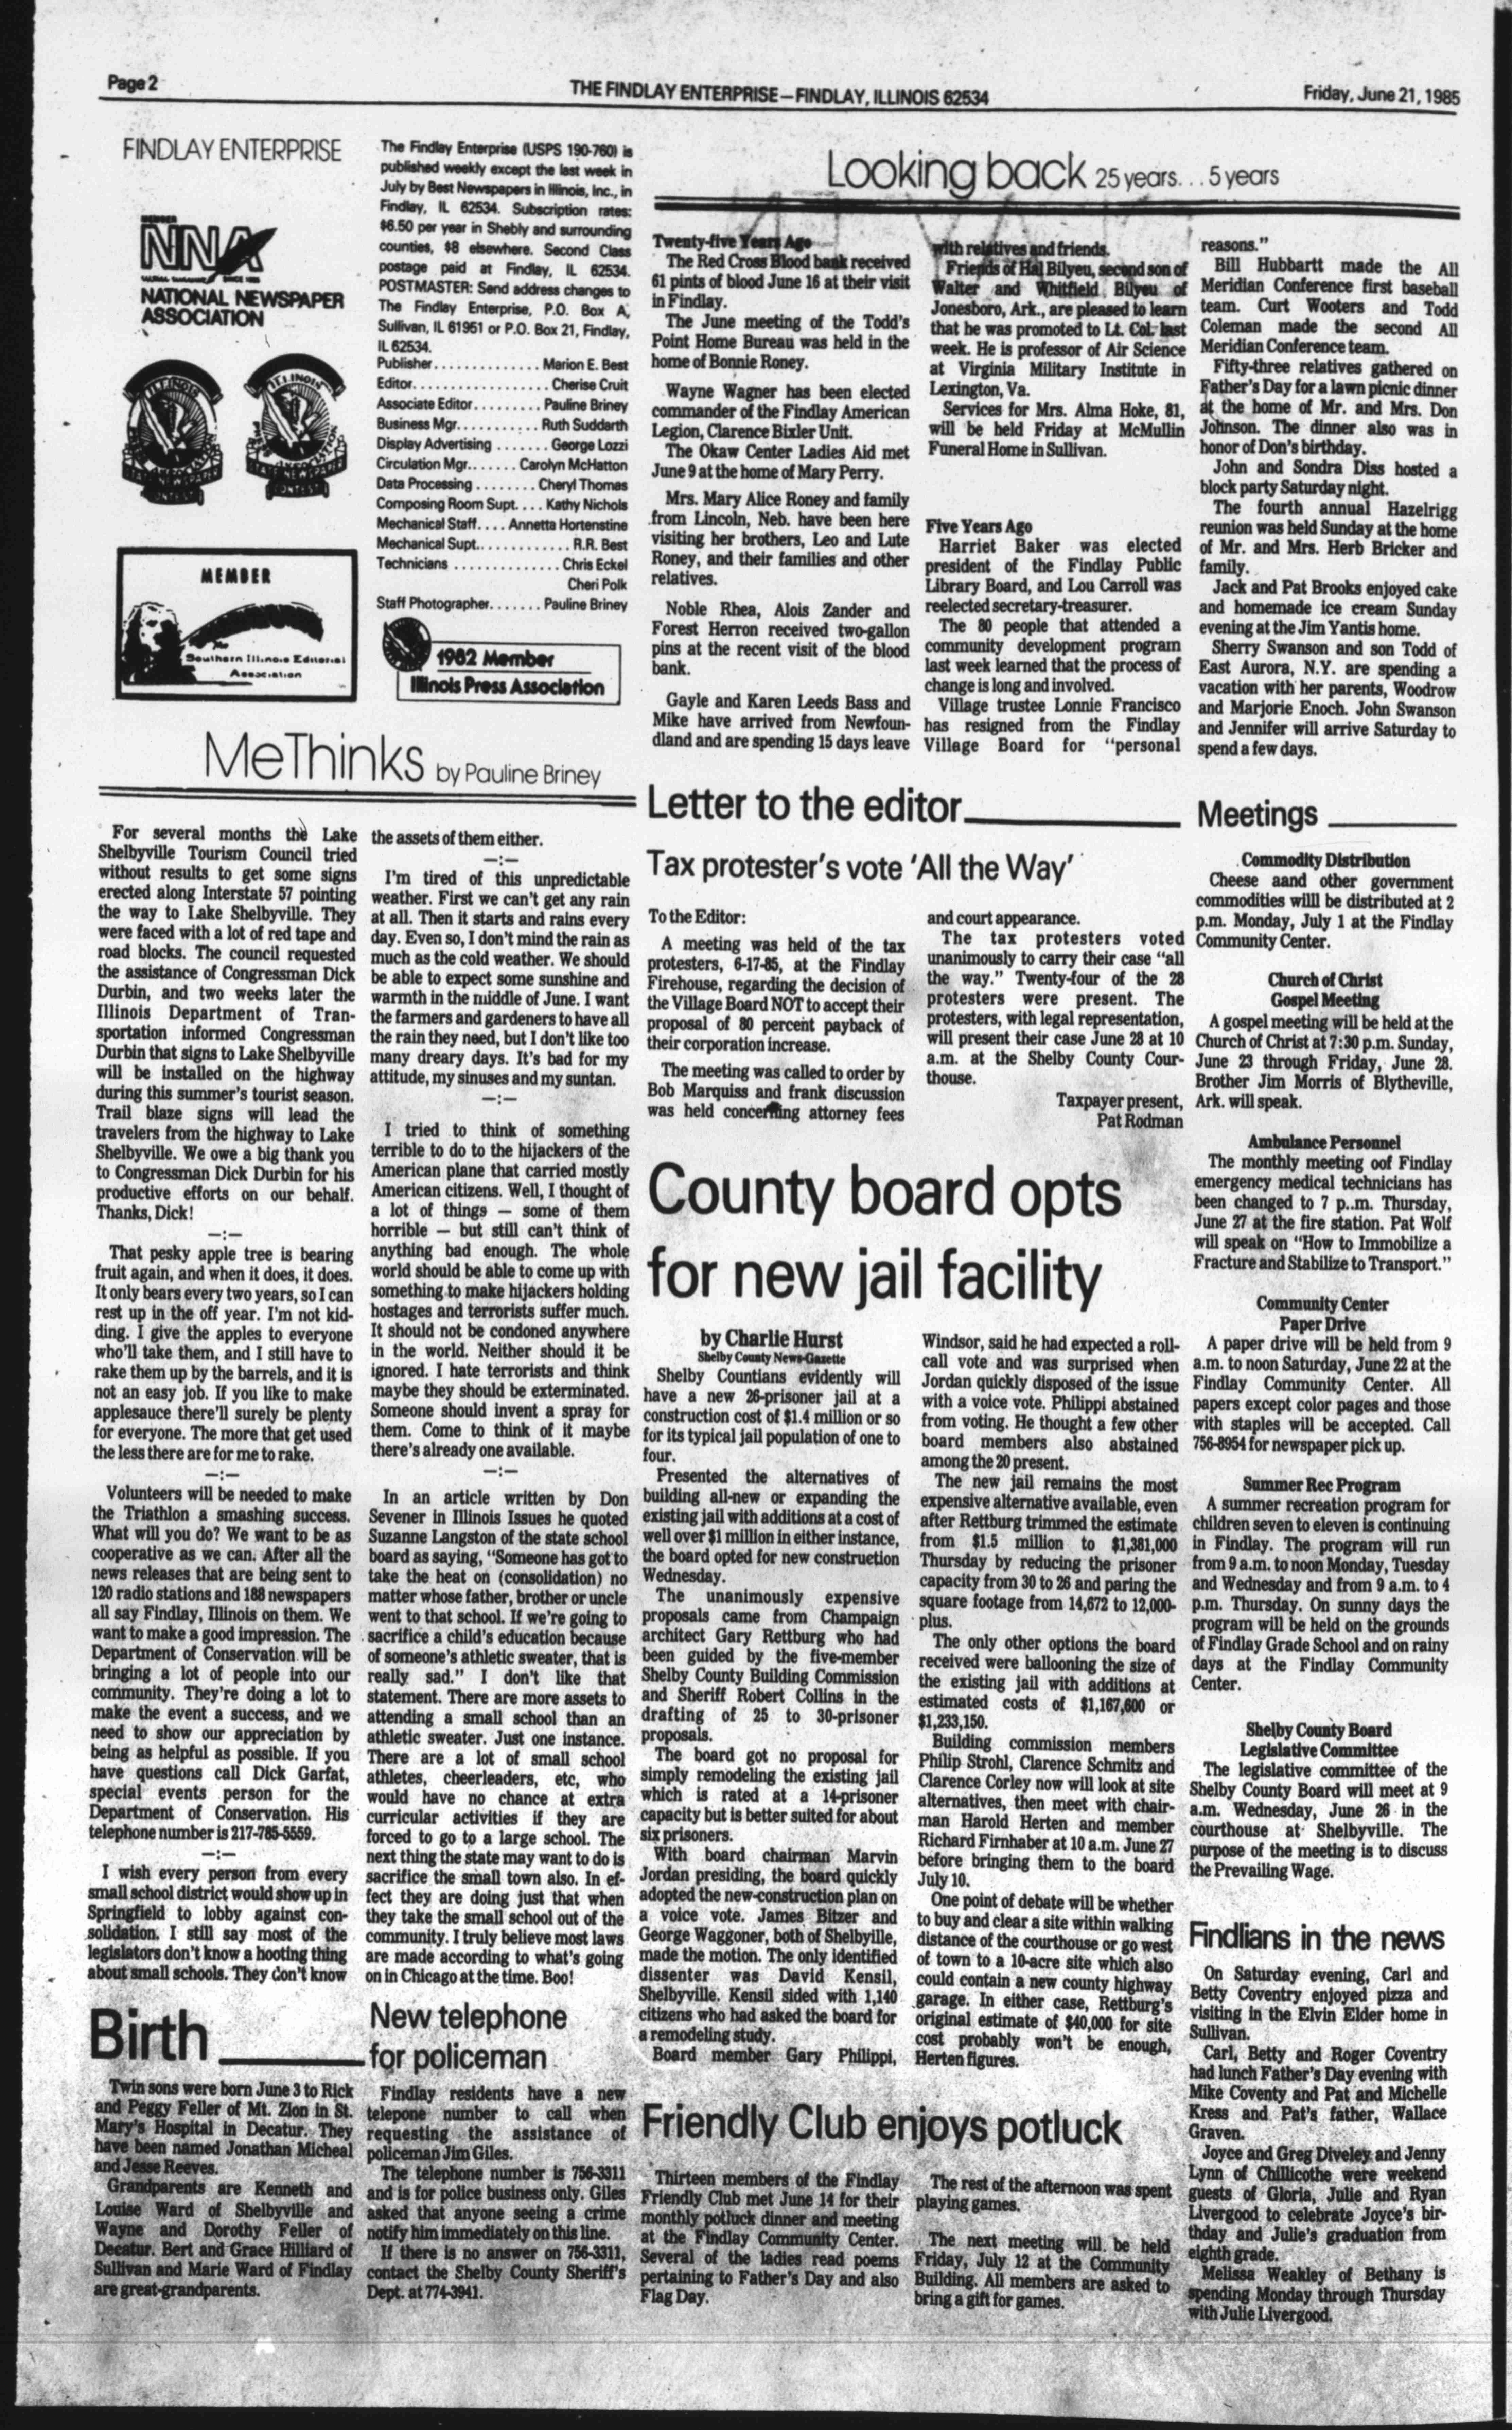 Page 2
THE FINDLAY ENTERPRISE—FINDLAY, ILLINOIS 62534
Friday, June 21, 1985
FINDLAY ENTERPRISE
MEMBER
NNA
SINCE 1885
NATIONAL NEWSPAPER
ASSOCIATION
MEMBER
The
Southern Illinois Editorial
Association
The Findlay Enterprise (USPS 190-760) is
published weekly except the last week in
July by Best Newspapers in Illinois, Inc., in
Findlay, IL 62534. Subscription rates:
$6.50 per year in Shebly and surrounding
counties, $8 elsewhere. Second Class
postage paid at Findlay, IL 62534.
POSTMASTER: Send address changes to
The Findlay Enterprise, P.O. Box A,
Sullivan, IL 61951 or P.O. Box 21, Findlay,
IL 62534.
Publisher.............. Marion E. Best
Editor.................. Cherise Cruit
Associate Editor......... Pauline Briney
Business Mgr........... Ruth Suddarth
Display Advertising ....... George Lozzi
Circulation Mgr....... Carolyn McHatton
Data Processing ........ Cheryl Thomas
Composing Room Supt.... Kathy Nichols
Mechanical Staff.... Annetta Hortenstine
Mechanical Supt............. R.R. Best
Technicians .............. Chris Eckel
Cheri Polk
Staff Photographer....... Pauline Briney
1982 Member
Illinois Press Association
Looking back 25 years... 5 years
Twenty-five Years Ago
The Red Cross Blood bank received
61 pints of blood June 16 at their visit
in Findlay.
The June meeting of the Todd's
Point Home Bureau was held in the
home of Bonnie Roney.
Wayne Wagner has been elected
commander of the Findlay American
Legion, Clarence Bixler Unit.
The Okaw Center Ladies Aid met
June 9 at the home of Mary Perry.
Mrs. Mary Alice Roney and family
from Lincoln, Neb. have been here
visiting her brothers, Leo and Lute
Roney, and their families and other
relatives.
Noble Rhea, Alois Zander and
Forest Herron received two-gallon
pins at the recent visit of the blood
bank.
Gayle and Karen Leeds Bass and
Mike have arrived from Newfoun-
dland and are spending 15 days leave
with relatives and friends.
Friends of Hal Bilyeu, second son of
Walter and Whitfield Bilyeu of
Jonesboro, Ark., are pleased to learn
that he was promoted to Lt. Col. last
week. He is professor of Air Science
at Virginia Military Institute in
Lexington, Va.
Services for Mrs. Alma Hoke, 81,
will be held Friday at McMullin
Funeral Home in Sullivan.
Five Years Ago
Harriet Baker was elected
president of the Findlay Public
Library Board, and Lou Carroll was
reelected secretary-treasurer.
The 80 people that attended a
community development program
last week learned that the process of
change is long and involved.
Village trustee Lonnie Francisco
has resigned from the Findlay
Village Board for "personal
reasons."
Bill Hubbartt made the All
Meridian Conference first baseball
team. Curt Wooters and Todd
Coleman made the second All
Meridian Conference team.
Fifty-three relatives gathered on
Father's Day for a lawn picnic dinner
at the home of Mr. and Mrs. Don
Johnson. The dinner also was in
honor of Don's birthday.
John and Sondra Diss hosted a
block party Saturday night.
The fourth annual Hazelrigg
reunion was held Sunday at the home
of Mr. and Mrs. Herb Bricker and
family.
Jack and Pat Brooks enjoyed cake
and homemade ice cream Sunday
evening at the Jim Yantis home.
Sherry Swanson and son Todd of
East Aurora, N.Y. are spending a
vacation with her parents, Woodrow
and Marjorie Enoch. John Swanson
and Jennifer will arrive Saturday to
spend a few days.
MeThinks by Pauline Briney
For several months the Lake
Shelbyville Tourism Council tried
without results to get some signs
erected along Interstate 57 pointing
the way to Lake Shelbyville. They
were faced with a lot of red tape and
road blocks. The council requested
the assistance of Congressman Dick
Durbin, and two weeks later the
Illinois Department of Tran-
sportation informed Congressman
Durbin that signs to Lake Shelbyville
will be installed on the highway
during this summer's tourist season.
Trail blaze signs will lead the
travelers from the highway to Lake
Shelbyville. We owe a big thank you
to Congressman Dick Durbin for his
productive efforts on our behalf.
Thanks, Dick!
—:—
That pesky apple tree is bearing
fruit again, and when it does, it does.
It only bears every two years, so I can
rest up in the off year. I'm not kid-
ding. I give the apples to everyone
who'll take them, and I still have to
rake them up by the barrels, and it is
not an easy job. If you like to make
applesauce there'll surely be plenty
for everyone. The more that get used
the less there are for me to rake.
—:—
Volunteers will be needed to make
the Triathlon a smashing success.
What will you do? We want to be as
cooperative as we can. After all the
news releases that are being sent to
120 radio stations and 188 newspapers
all say Findlay, Illinois on them. We
want to make a good impression. The
Department of Conservation will be
bringing a lot of people into our
community. They're doing a lot to
make the event a success, and we
need to show our appreciation by
being as helpful as possible. If you
have questions call Dick Garfat,
special events person for the
Department of Conservation. His
telephone number is 217-785-5559.
—:—
I wish every person from every
small school district would show up in
Springfield to lobby against con-
solidation. I still say most of the
legislators don't know a hooting thing
about small schools. They don't know
the assets of them either.
—:—
I'm tired of this unpredictable
weather. First we can't get any rain
at all. Then it starts and rains every
day. Even so, I don't mind the rain as
much as the cold weather. We should
be able to expect some sunshine and
warmth in the middle of June. I want
the farmers and gardeners to have all
the rain they need, but I don't like too
many dreary days. It's bad for my
attitude, my sinuses and my suntan.
—:—
I tried to think of something
terrible to do to the hijackers of the
American plane that carried mostly
American citizens. Well, I thought of
a lot of things — some of them
horrible — but still can't think of
anything bad enough. The whole
world should be able to come up with
something to make hijackers holding
hostages and terrorists suffer much.
It should not be condoned anywhere
in the world. Neither should it be
ignored. I hate terrorists and think
maybe they should be exterminated.
Someone should invent a spray for
them. Come to think of it maybe
there's already one available.
—:—
In an article written by Don
Sevener in Illinois Issues he quoted
Suzanne Langston of the state school
board as saying, "Someone has got to
take the heat on (consolidation) no
matter whose father, brother or uncle
went to that school. If we're going to
sacrifice a child's education because
of someone's athletic sweater, that is
really sad." I don't like that
statement. There are more assets to
attending a small school than an
athletic sweater. Just one instance.
There are a lot of small school
athletes, cheerleaders, etc, who
would have no chance at extra
curricular activities if they are
forced to go to a large school. The
next thing the state may want to do is
sacrifice the small town also. In ef-
fect they are doing just that when
they take the small school out of the
community. I truly believe most laws
are made according to what's going
on in Chicago at the time. Boo!
Letter to the editor
Tax protester's vote 'All the Way'
To the Editor:
A meeting was held of the tax
protesters, 6-17-85, at the Findlay
Firehouse, regarding the decision of
the Village Board NOT to accept their
proposal of 80 percent payback of
their corporation increase.
The meeting was called to order by
Bob Marquiss and frank discussion
was held concerning attorney fees
and court appearance.
The tax protesters voted
unanimously to carry their case "all
the way." Twenty-four of the 28
protesters were present. The
protesters, with legal representation,
will present their case June 28 at 10
a.m. at the Shelby County Cour-
thouse.
Taxpayer present,
Pat Rodman
County board opts
for new jail facility
by Charlie Hurst
Shelby County News-Gazette
Shelby Countians evidently will
have a new 26-prisoner jail at a
construction cost of $1.4 million or so
for its typical jail population of one to
four.
Presented the alternatives of
building all-new or expanding the
existing jail with additions at a cost of
well over $1 million in either instance,
the board opted for new construction
Wednesday.
The unanimously expensive
proposals came from Champaign
architect Gary Rettburg who had
been guided by the five-member
Shelby County Building Commission
and Sheriff Robert Collins in the
drafting of 25 to 30-prisoner
proposals.
The board got no proposal for
simply remodeling the existing jail
which is rated at a 14-prisoner
capacity but is better suited for about
six prisoners.
With board chairman Marvin
Jordan presiding, the board quickly
adopted the new-construction plan on
a voice vote. James Bitzer and
George Waggoner, both of Shelbyille,
made the motion. The only identified
dissenter was David Kensil,
Shelbyville. Kensil sided with 1,140
citizens who had asked the board for
a remodeling study.
Board member Gary Philippi,
Windsor, said he had expected a roll-
call vote and was surprised when
Jordan quickly disposed of the issue
with a voice vote. Philippi abstained
from voting. He thought a few other
board members also abstained
among the 20 present.
The new jail remains the most
expensive alternative available, even
after Rettburg trimmed the estimate
from $1.5 million to $1,381,000
Thursday by reducing the prisoner
capacity from 30 to 26 and paring the
square footage from 14,672 to 12,000-
plus.
The only other options the board
received were ballooning the size of
the existing jail with additions at
estimated costs of $1,167,600 or
$1,233,150.
Building commission members
Philip Strohl, Clarence Schmitz and
Clarence Corley now will look at site
alternatives, then meet with chair-
man Harold Herten and member
Richard Firnhaber at 10 a.m. June 27
before bringing them to the board
July 10.
One point of debate will be whether
to buy and clear a site within walking
distance of the courthouse or go west
of town to a 10-acre site which also
could contain a new county highway
garage. In either case, Rettburg's
original estimate of $40,000 for site
cost probably won't be enough,
Herten figures.
Meetings
Commodity Distribution
Cheese aand other government
commodities willl be distributed at 2
p.m. Monday, July 1 at the Findlay
Community Center.
Church of Christ
Gospel Meeting
A gospel meeting will be held at the
Church of Christ at 7:30 p.m. Sunday,
June 23 through Friday, June 28.
Brother Jim Morris of Blytheville,
Ark. will speak.
Ambulance Personnel
The monthly meeting oof Findlay
emergency medical technicians has
been changed to 7 p..m. Thursday,
June 27 at the fire station. Pat Wolf
will speak on "How to Immobilize a
Fracture and Stabilize to Transport."
Community Center
Paper Drive
A paper drive will be held from 9
a.m. to noon Saturday, June 22 at the
Findlay Community Center. All
papers except color pages and those
with staples will be accepted. Call
756-8954 for newspaper pick up.
Summer Rec Program
A summer recreation program for
children seven to eleven is continuing
in Findlay. The program will run
from 9 a.m. to noon Monday, Tuesday
and Wednesday and from 9 a.m. to 4
p.m. Thursday. On sunny days the
program will be held on the grounds
of Findlay Grade School and on rainy
days at the Findlay Community
Center.
Shelby County Board
Legislative Committee
The legislative committee of the
Shelby County Board will meet at 9
a.m. Wednesday, June 26 in the
courthouse at Shelbyville. The
purpose of the meeting is to discuss
the Prevailing Wage.
Findlians in the news
On Saturday evening, Carl and
Betty Coventry enjoyed pizza and
visiting in the Elvin Elder home in
Sullivan.
Carl, Betty and Roger Coventry
had lunch Father's Day evening with
Mike Coventy and Pat and Michelle
Kress and Pat's father, Wallace
Graven.
Joyce and Greg Diveley and Jenny
Lynn of Chillicothe were weekend
guests of Gloria, Julie and Ryan
Livergood to celebrate Joyce's bir-
thday and Julie's graduation from
eighth grade.
Melissa Weakley of Bethany is
spending Monday through Thursday
with Julie Livergood.
Birth
Twin sons were born June 3 to Rick
and Peggy Feller of Mt. Zion in St.
Mary's Hospital in Decatur. They
have been named Jonathan Micheal
and Jesse Reeves.
Grandparents are Kenneth and
Louise Ward of Shelbyville and
Wayne and Dorothy Feller of
Decatur. Bert and Grace Hilliard of
Sullivan and Marie Ward of Findlay
are great-grandparents.
New telephone
for policeman
Findlay residents have a new
telepone number to call when
requesting the assistance of
policeman Jim Giles.
The telephone number is 756-3311
and is for police business only. Giles
asked that anyone seeing a crime
notify him immediately on this line.
If there is no answer on 756-3311,
contact the Shelby County Sheriff's
Dept. at 774-3941.
Friendly Club enjoys potluck
Thirteen members of the Findlay
Friendly Club met June 14 for their
monthly potluck dinner and meeting
at the Findlay Community Center.
Several of the ladies read poems
pertaining to Father's Day and also
Flag Day.
The rest of the afternoon was spent
playing games.
The next meeting will be held
Friday, July 12 at the Community
Building. All members are asked to
bring a gift for games.